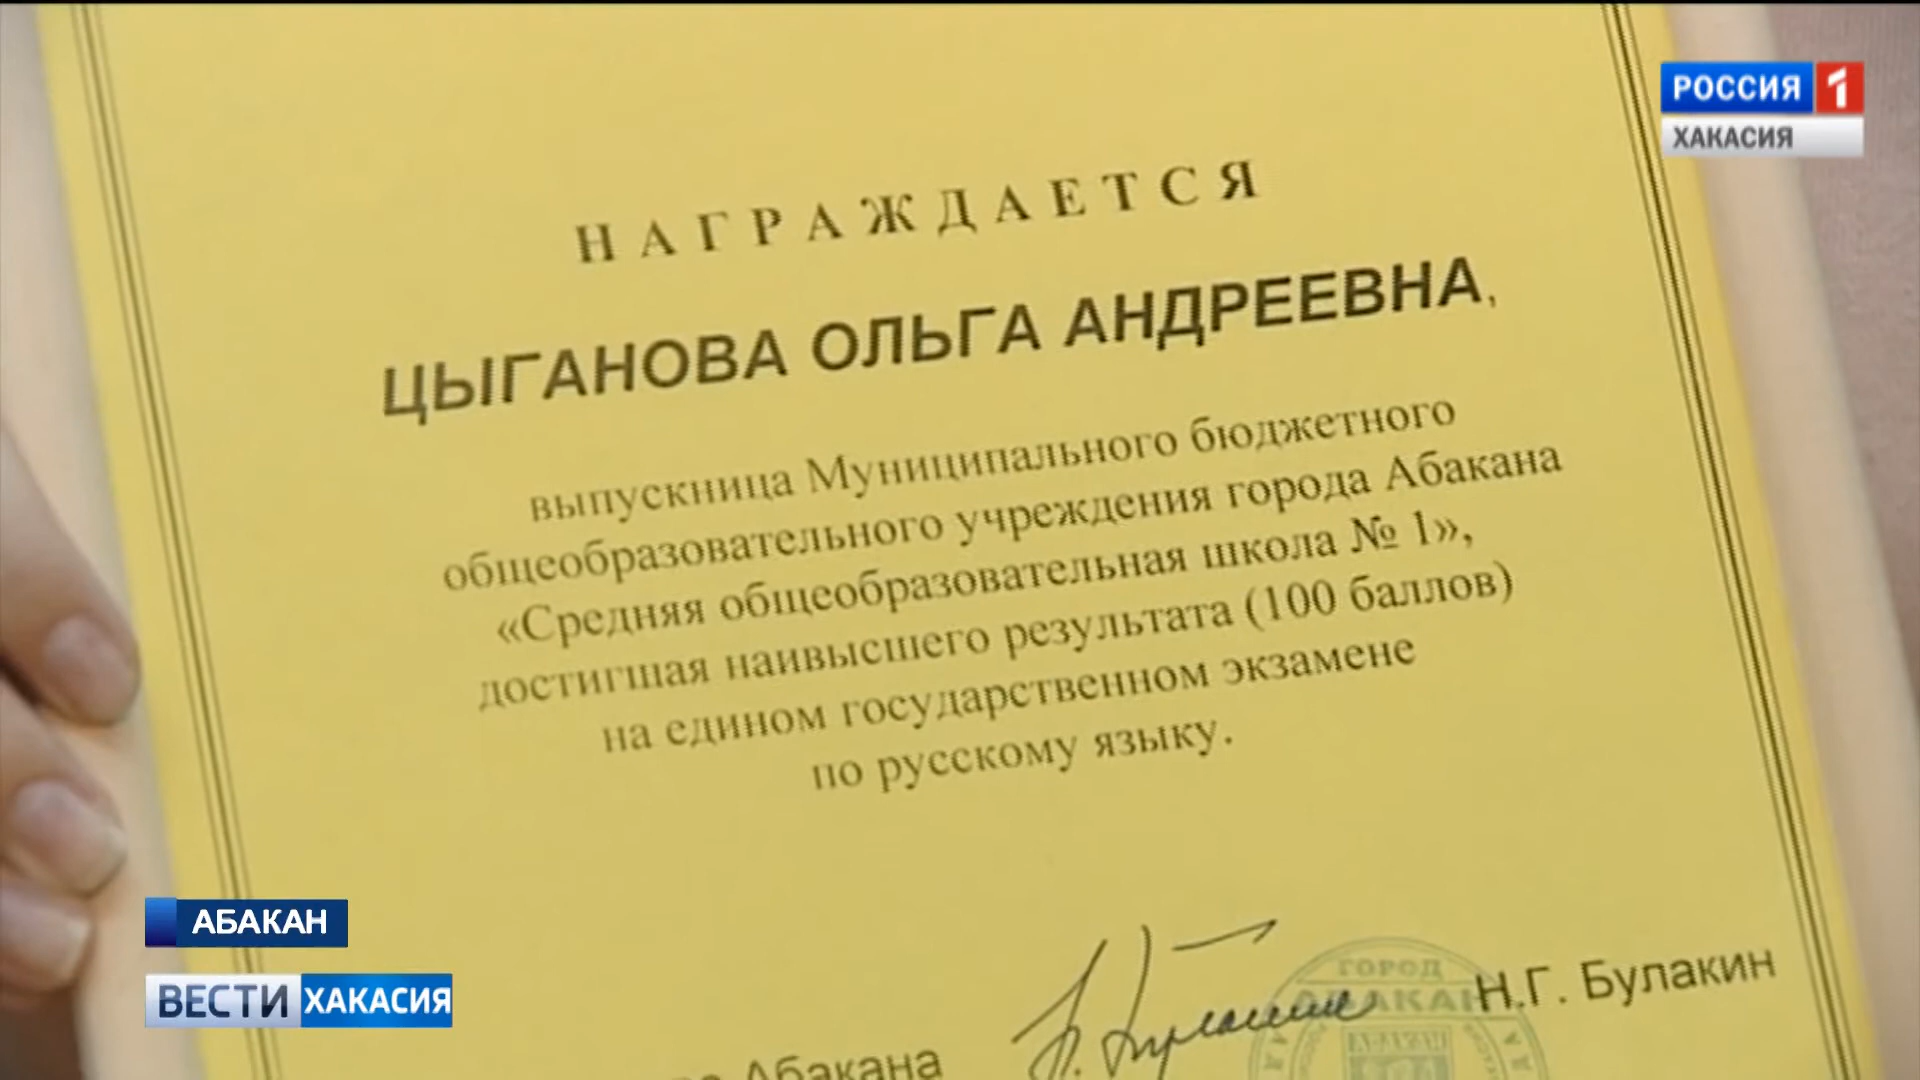 РОССИЯ 1
ХАКАСИЯ
НАГРАЖДАЕТСЯ
ЦЫГАНОВА ОЛЬГА АНДРЕЕВНА,
выпускница Муниципального бюджетного
общеобразовательного учреждения города Абакана
«Средняя общеобразовательная школа № 1»,
достигшая наивысшего результата (100 баллов)
на едином государственном экзамене
по русскому языку.
АБАКАН
ВЕСТИ ХАКАСИЯ
Н.Г. Булакин
ГОРОД
АБАКАН
Абакана